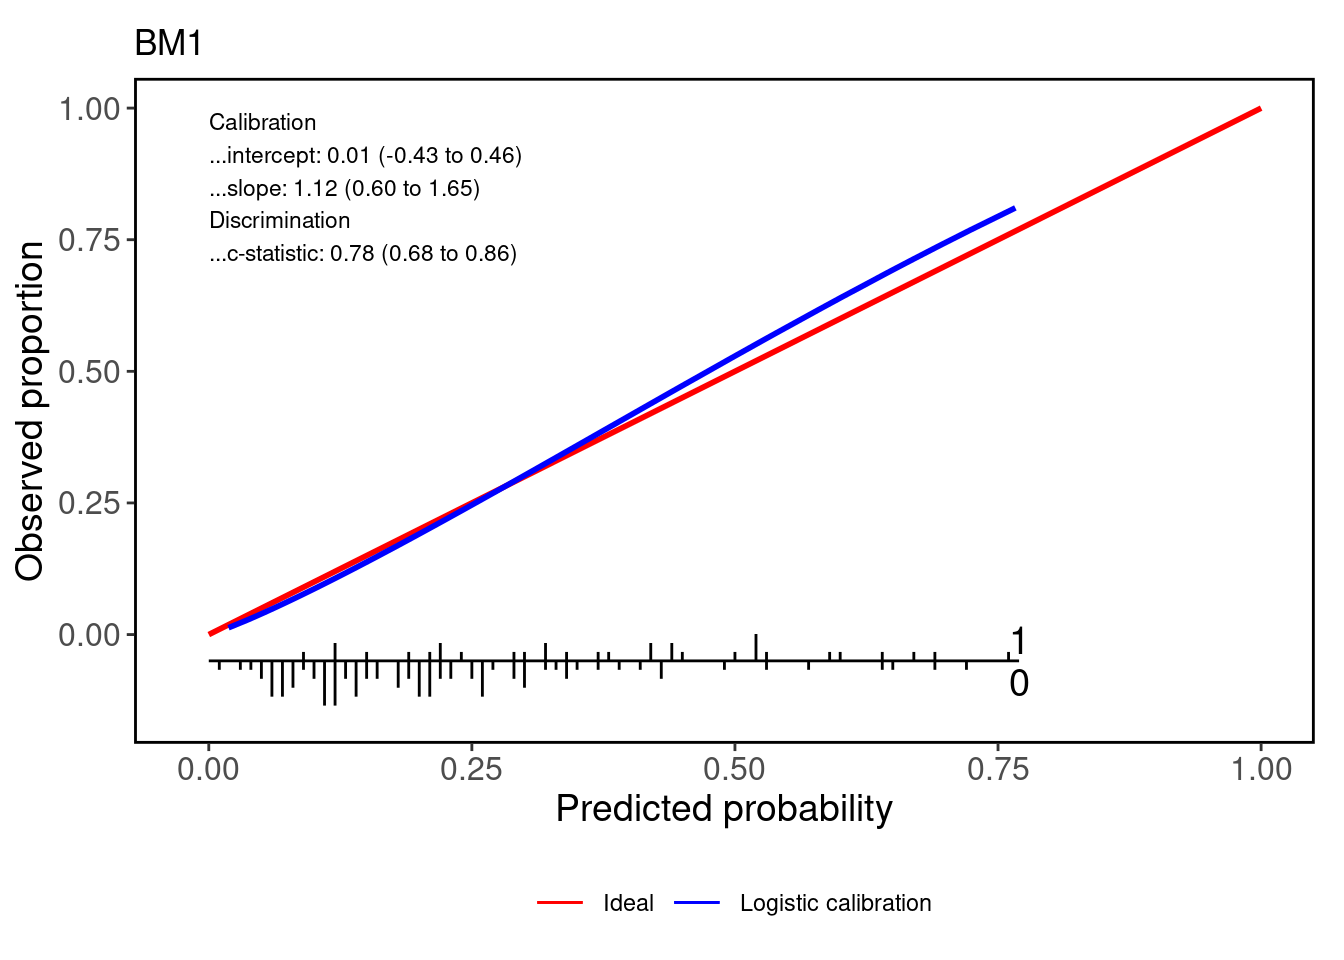 BM1
Calibration
...intercept: 0.01 (-0.43 to 0.46)
...slope: 1.12 (0.60 to 1.65)
Discrimination
...c-statistic: 0.78 (0.68 to 0.86)
Observed proportion
1.00
0.75
0.50
0.25
0.00
1
0
0.00 0.25 0.50 0.75 1.00
Predicted probability
Ideal Logistic calibration